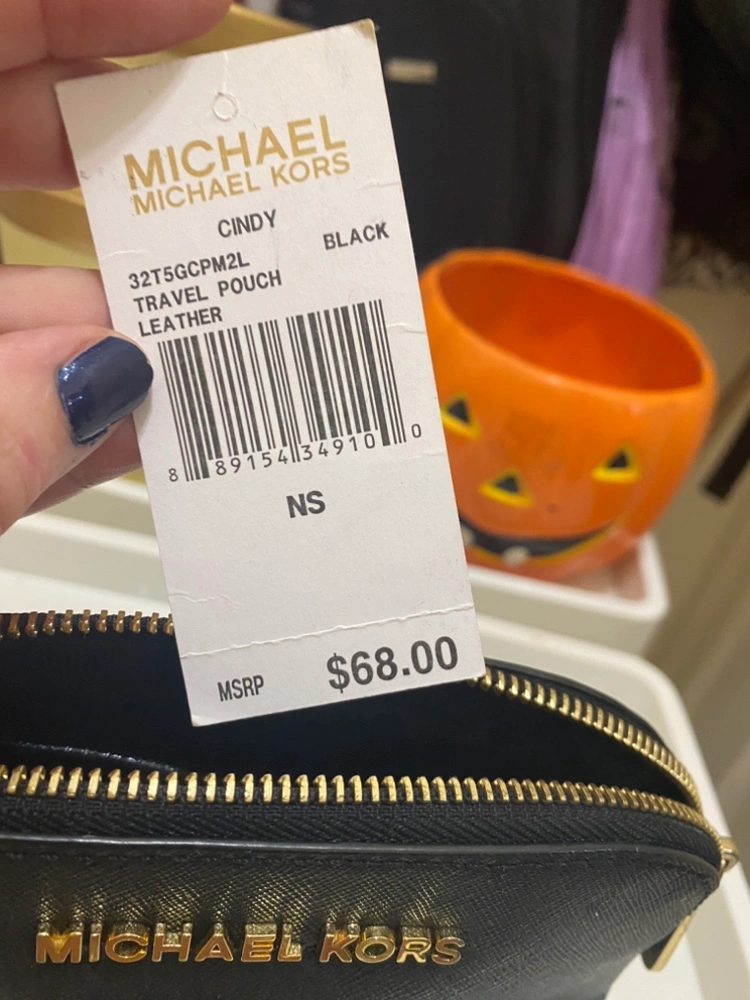 MICHAEL
MICHAEL KORS
CINDY
BLACK
32T5GCPM2L
TRAVEL POUCH
LEATHER
8 89154 34910 0
NS
MSRP $68.00
MICHAEL KORS